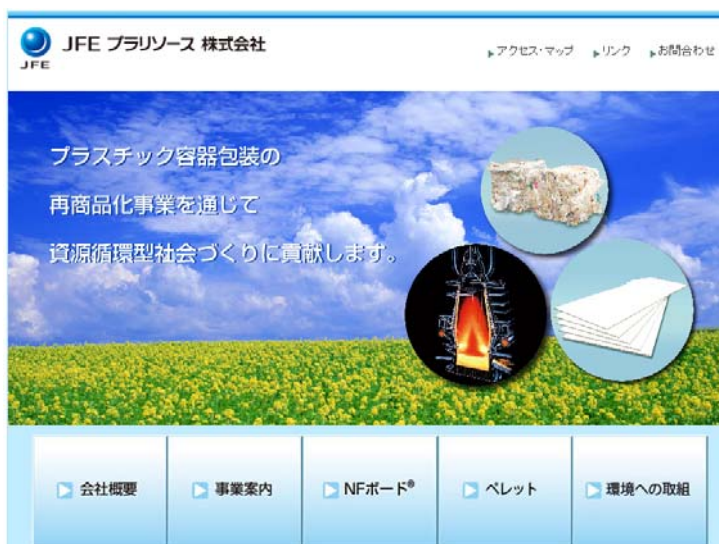 JFE
JFE プラリソース 株式会社
アクセス・マップ リンク お問合わせ
プラスチック容器包装の
再商品化事業を通じて
資源循環型社会づくりに貢献します。
会社概要 事業案内 NFボード® ペレット 環境への取組